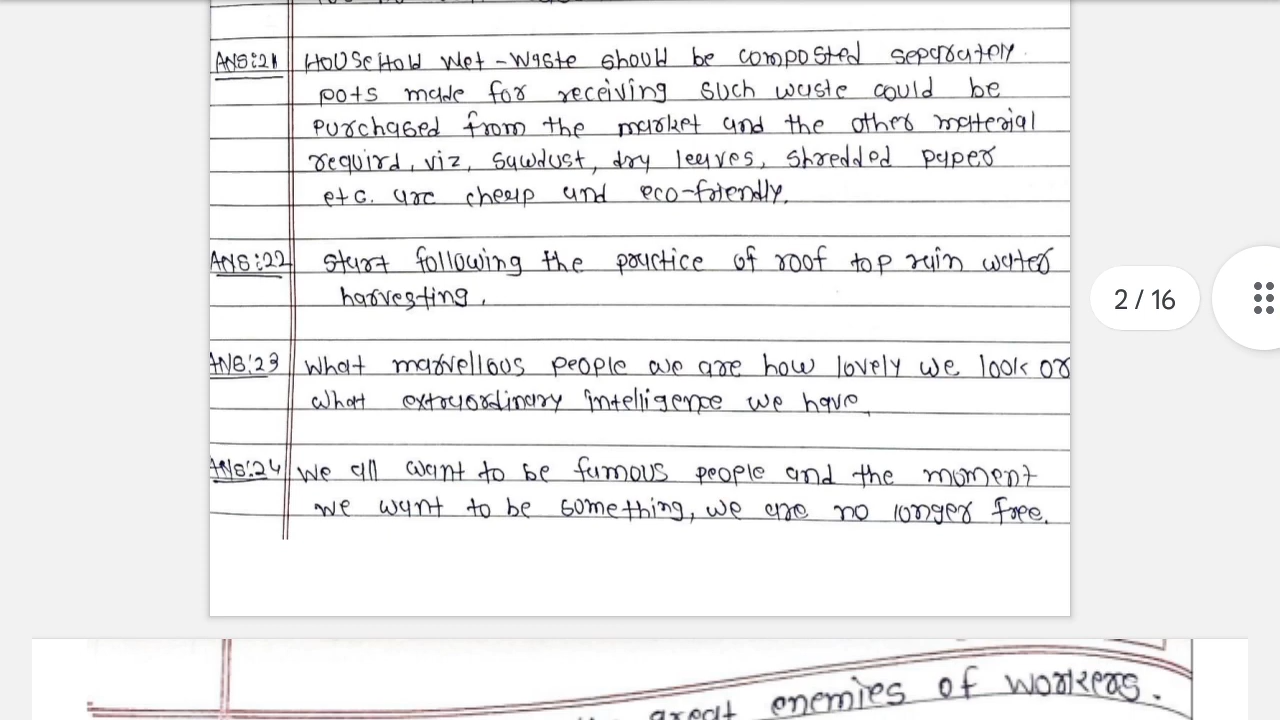 ANS:21 Household Wet-Waste should be composted separately
pots made for receiving such waste could be
purchased from the market and the other material
requird, viz, sawdust, dry leeves, shredded paper
etc. are cheap and eco-friendly.
ANS:22 Start following the practice of roof top rain water
harvesting.
ANS:23 What marvellous people we are how lovely we look or
what extraordinary intelligence we have.
ANS:24 We all want to be famous people and the moment
we want to be something, we are no longer free.
2 / 16
great enemies of workers.